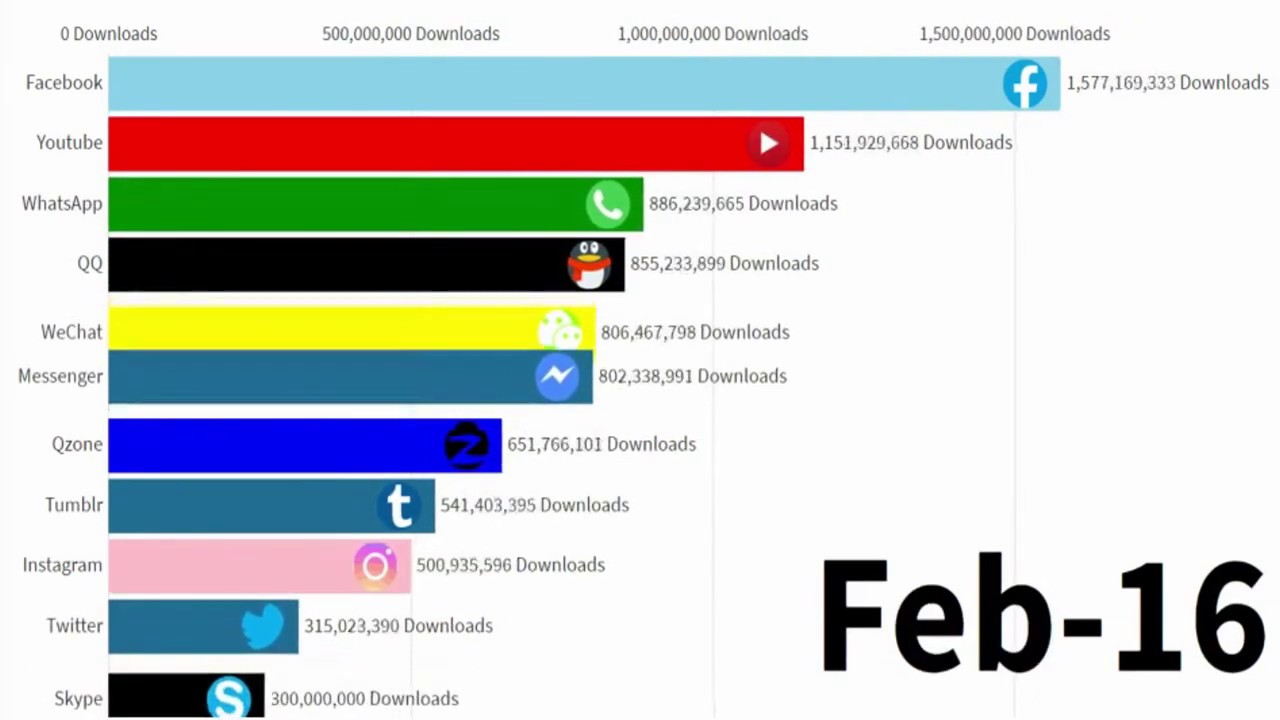 0 Downloads 500,000,000 Downloads 1,000,000,000 Downloads 1,500,000,000 Downloads
Facebook 1,577,169,333 Downloads
Youtube 1,151,929,668 Downloads
WhatsApp 886,239,665 Downloads
QQ 855,233,899 Downloads
WeChat 806,467,798 Downloads
Messenger 802,338,991 Downloads
Qzone 651,766,101 Downloads
Tumblr 541,403,395 Downloads
Instagram 500,935,596 Downloads
Twitter 315,023,390 Downloads
Skype 300,000,000 Downloads
Feb-16